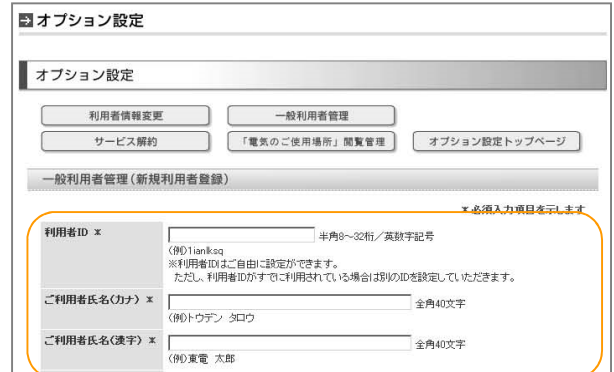 オプション設定
オプション設定
利用者情報変更 一般利用者管理
サービス解約 「電気のご使用場所」閲覧管理 オプション設定トップページ
一般利用者管理(新規利用者登録)
*必須入力項目を示します
利用者ID * 半角8~32桁/英数字記号
(例)1ianlksq
※利用者IDはご自由に設定ができます。
ただし、利用者IDがすでに利用されている場合は別のIDを設定していただきます。
ご利用者氏名(カナ) * 全角40文字
(例)トウデン タロウ
ご利用者氏名(漢字) * 全角40文字
(例)東電 太郎